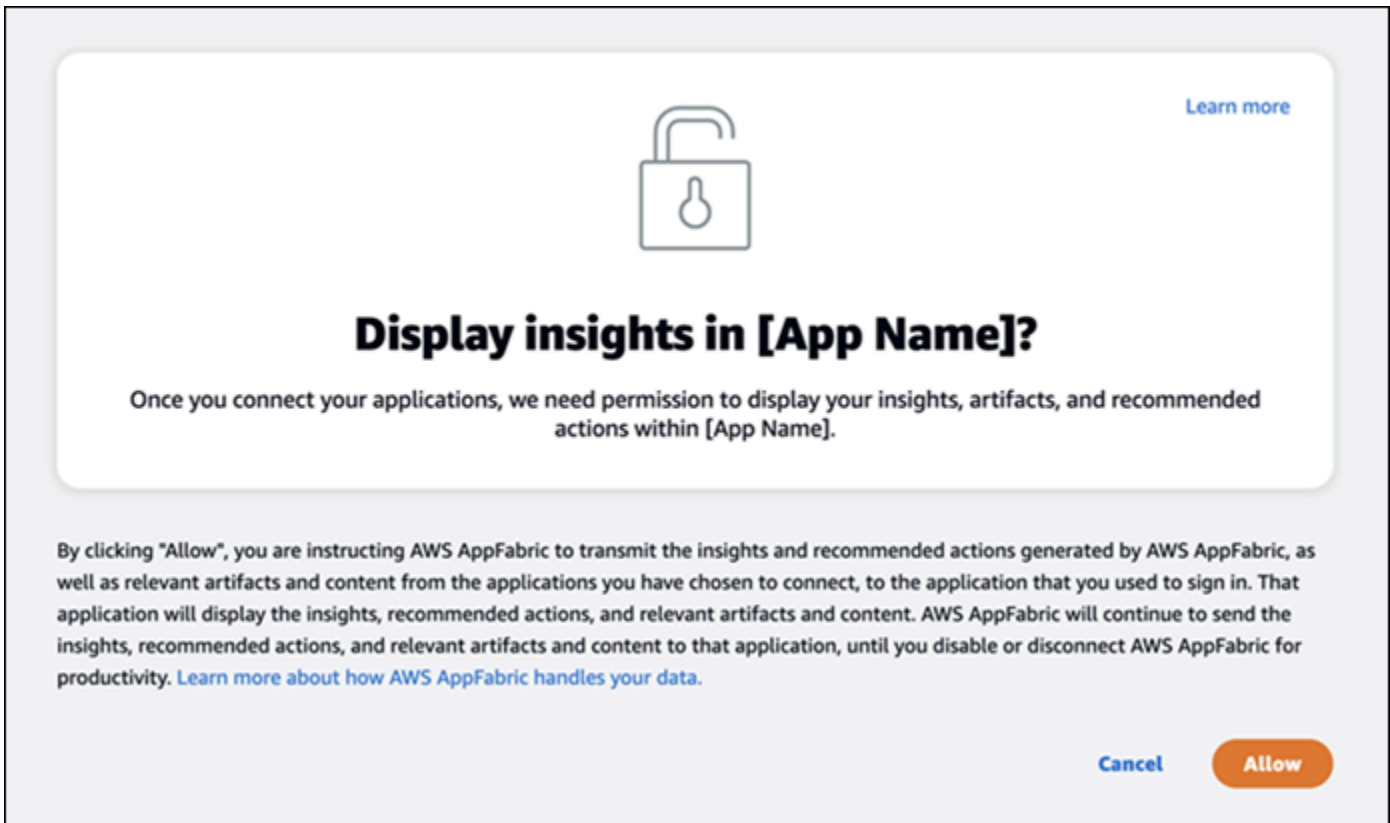 Learn more
Display insights in [App Name]?
Once you connect your applications, we need permission to display your insights, artifacts, and recommended
actions within [App Name].
By clicking "Allow", you are instructing AWS AppFabric to transmit the insights and recommended actions generated by AWS AppFabric, as
well as relevant artifacts and content from the applications you have chosen to connect, to the application that you used to sign in. That
application will display the insights, recommended actions, and relevant artifacts and content. AWS AppFabric will continue to send the
insights, recommended actions, and relevant artifacts and content to that application, until you disable or disconnect AWS AppFabric for
productivity. Learn more about how AWS AppFabric handles your data.
Cancel Allow